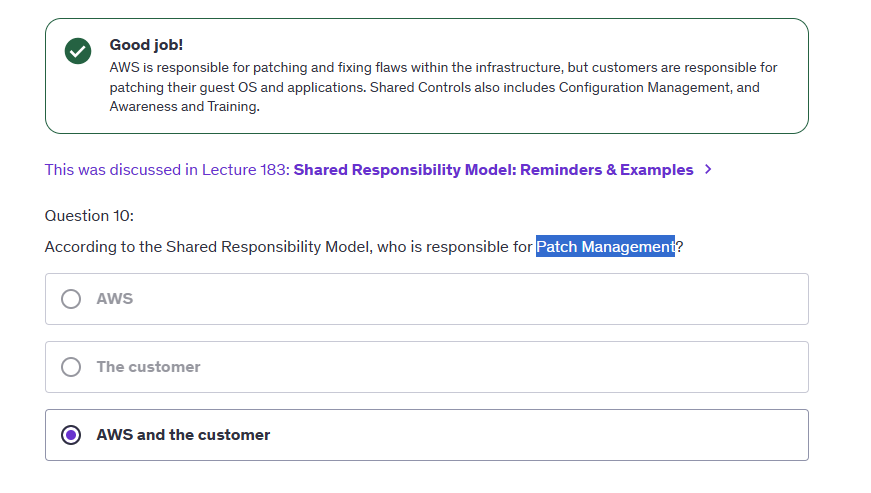 Good job!
AWS is responsible for patching and fixing flaws within the infrastructure, but customers are responsible for
patching their guest OS and applications. Shared Controls also includes Configuration Management, and
Awareness and Training.
This was discussed in Lecture 183: Shared Responsibility Model: Reminders & Examples
Question 10:
According to the Shared Responsibility Model, who is responsible for Patch Management?
AWS
The customer
AWS and the customer